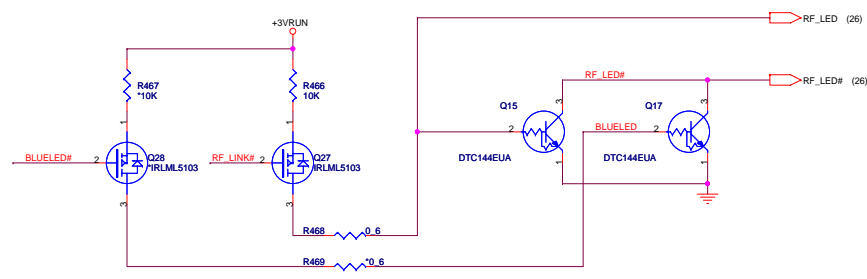 +3VRUN
RF_LED (26)
R467
*10K
R466
10K
RF_LED#
RF_LED# (26)
1
1
Q15
3
Q17
3
BLUELED#
2
Q28
*IRLML5103
RF_LINK#
2
Q27
IRLML5103
2
BLUELED
2
DTC144EUA
1
DTC144EUA
1
3
3
R468
0_6
R469
*0_6